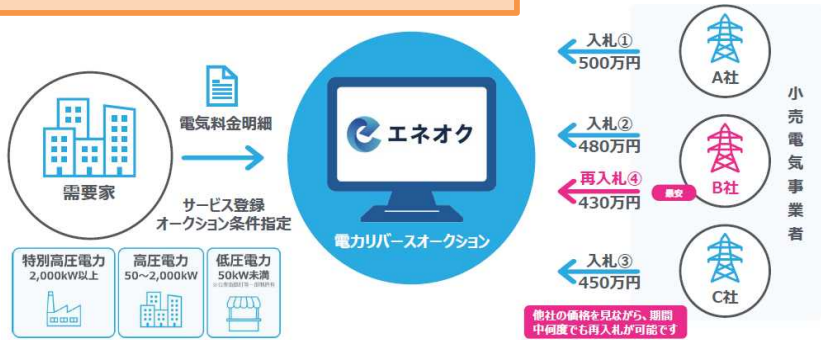 電気料金明細
需要家
サービス登録
オークション条件指定
特別高圧電力
2,000kW以上
高圧電力
50~2,000kW
低圧電力
50kW未満
エネオク
電力リバースオークション
入札①
500万円
入札②
480万円
再入札④
430万円
最安
入札③
450万円
A社
B社
C社
小売電気事業者
他社の価格を見ながら、期間
中何度でも再入札が可能です